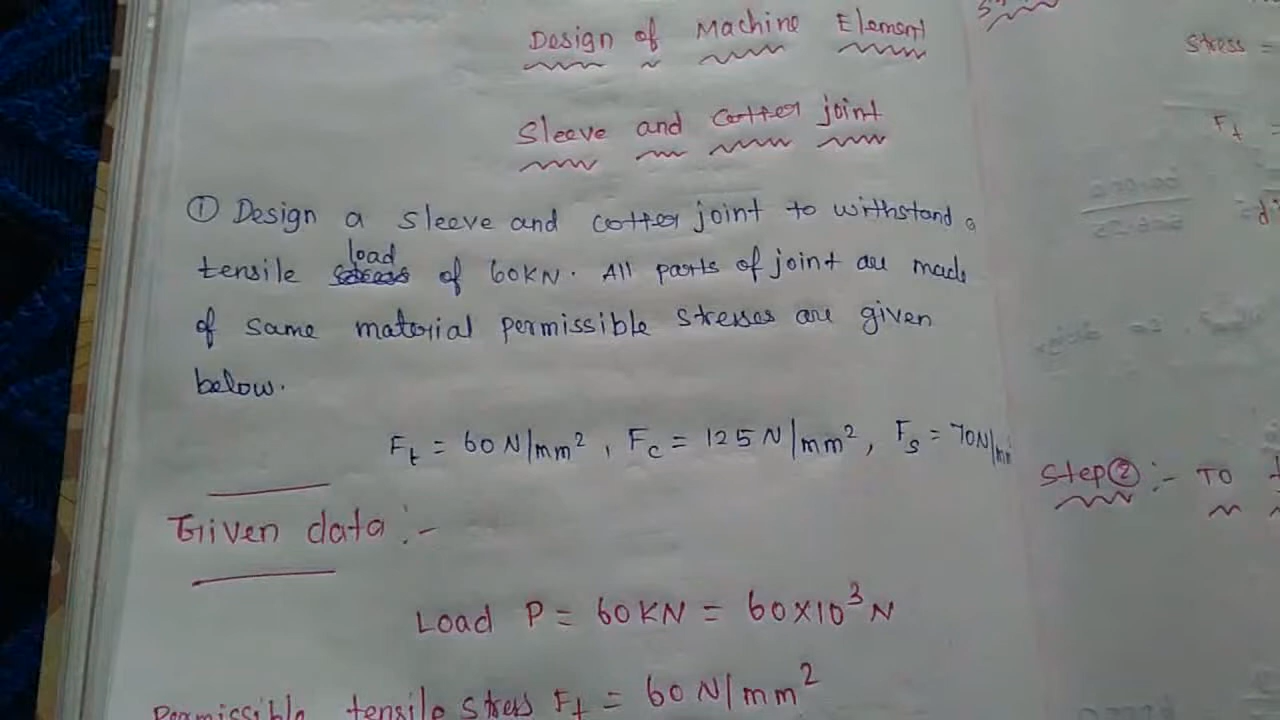 Design of Machine Element
Sleeve and cotter joint
① Design a sleeve and cotter joint to withstand a
load
tensile of 60KN. All parts of joint are made
of same material permissible stresses are given
below.
Ft = 60 N/mm², Fc = 125 N/mm², Fs = 70N/mm
Given data :-
Load P = 60KN = 60×10³ N
Permissible tensile stress Ft = 60 N/mm²
Stress =
Ft =
Step② :- TO